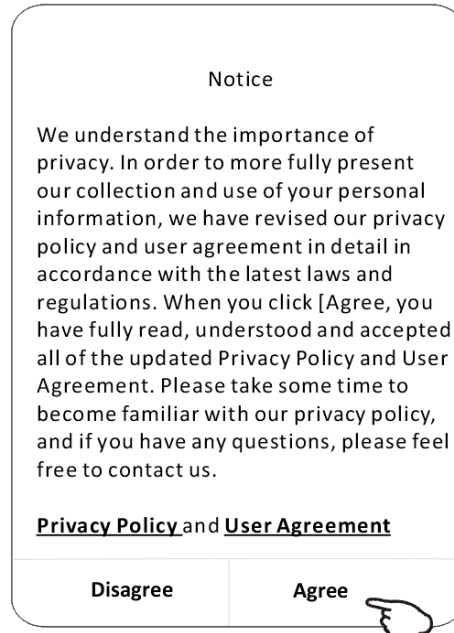 Notice
We understand the importance of
privacy. In order to more fully present
our collection and use of your personal
information, we have revised our privacy
policy and user agreement in detail in
accordance with the latest laws and
regulations. When you click [Agree, you
have fully read, understood and accepted
all of the updated Privacy Policy and User
Agreement. Please take some time to
become familiar with our privacy policy,
and if you have any questions, please feel
free to contact us.
Privacy Policy and User Agreement
Disagree Agree